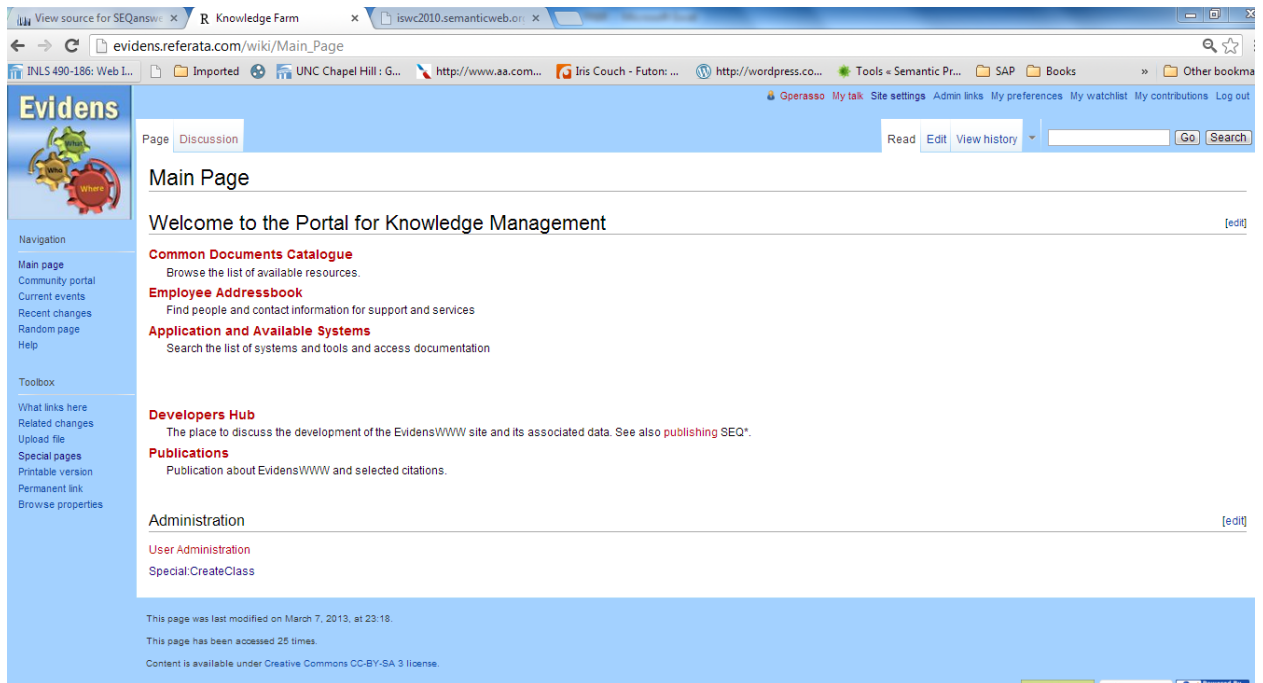 View source for SEQanswe
Knowledge Farm
iswc2010.semanticweb.or
evidens.referata.com/wiki/Main_Page
INLS 490-186: Web I...
Imported
UNC Chapel Hill : G...
http://www.aa.com...
Iris Couch - Futon: ...
http://wordpress.co...
Tools « Semantic Pr...
SAP
Books
»
Other bookma
Evidens
What
Who
Where
Gperasso My talk Site settings Admin links My preferences My watchlist My contributions Log out
Page Discussion
Read Edit View history
Go Search
Navigation
Main page
Community portal
Current events
Recent changes
Random page
Help
Toolbox
What links here
Related changes
Upload file
Special pages
Printable version
Permanent link
Browse properties
Main Page
Welcome to the Portal for Knowledge Management [edit]
Common Documents Catalogue
Browse the list of available resources.
Employee Addressbook
Find people and contact information for support and services
Application and Available Systems
Search the list of systems and tools and access documentation
Developers Hub
The place to discuss the development of the EvidensWWW site and its associated data. See also publishing SEQ*.
Publications
Publication about EvidensWWW and selected citations.
Administration [edit]
User Administration
Special:CreateClass
This page was last modified on March 7, 2013, at 23:18.
This page has been accessed 25 times.
Content is available under Creative Commons CC-BY-SA 3 license.